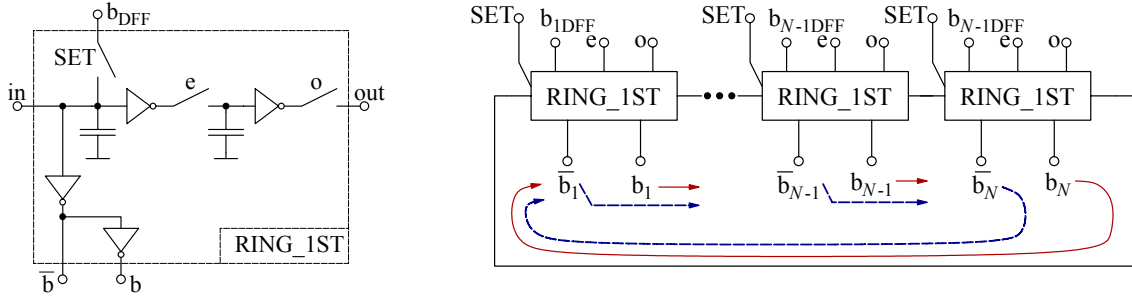 b_DFF
SET
e
o
in
out
RING_1ST
b̅
b
SET
b_1DFF
e
o
SET
b_N-1DFF
e
o
SET
b_N-1DFF
e
o
RING_1ST
RING_1ST
RING_1ST
b̅_1
b_1
b̅_N-1
b_N-1
b̅_N
b_N